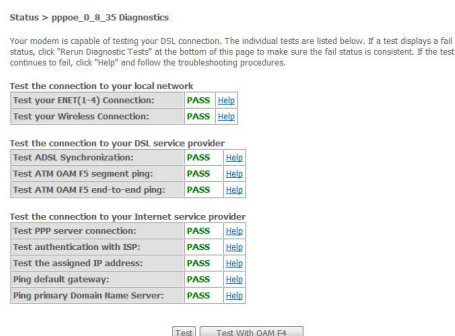 Status > pppoe_0_8_35 Diagnostics
Your modem is capable of testing your DSL connection. The individual tests are listed below. If a test displays a fail
status, click "Rerun Diagnostic Tests" at the bottom of this page to make sure the fail status is consistent. If the test
continues to fail, click "Help" and follow the troubleshooting procedures.
Test the connection to your local network
Test your ENET(1-4) Connection: PASS Help
Test your Wireless Connection: PASS Help
Test the connection to your DSL service provider
Test ADSL Synchronization: PASS Help
Test ATM OAM F5 segment ping: PASS Help
Test ATM OAM F5 end-to-end ping: PASS Help
Test the connection to your Internet service provider
Test PPP server connection: PASS Help
Test authentication with ISP: PASS Help
Test the assigned IP address: PASS Help
Ping default gateway: PASS Help
Ping primary Domain Name Server: PASS Help
Test Test With OAM F4